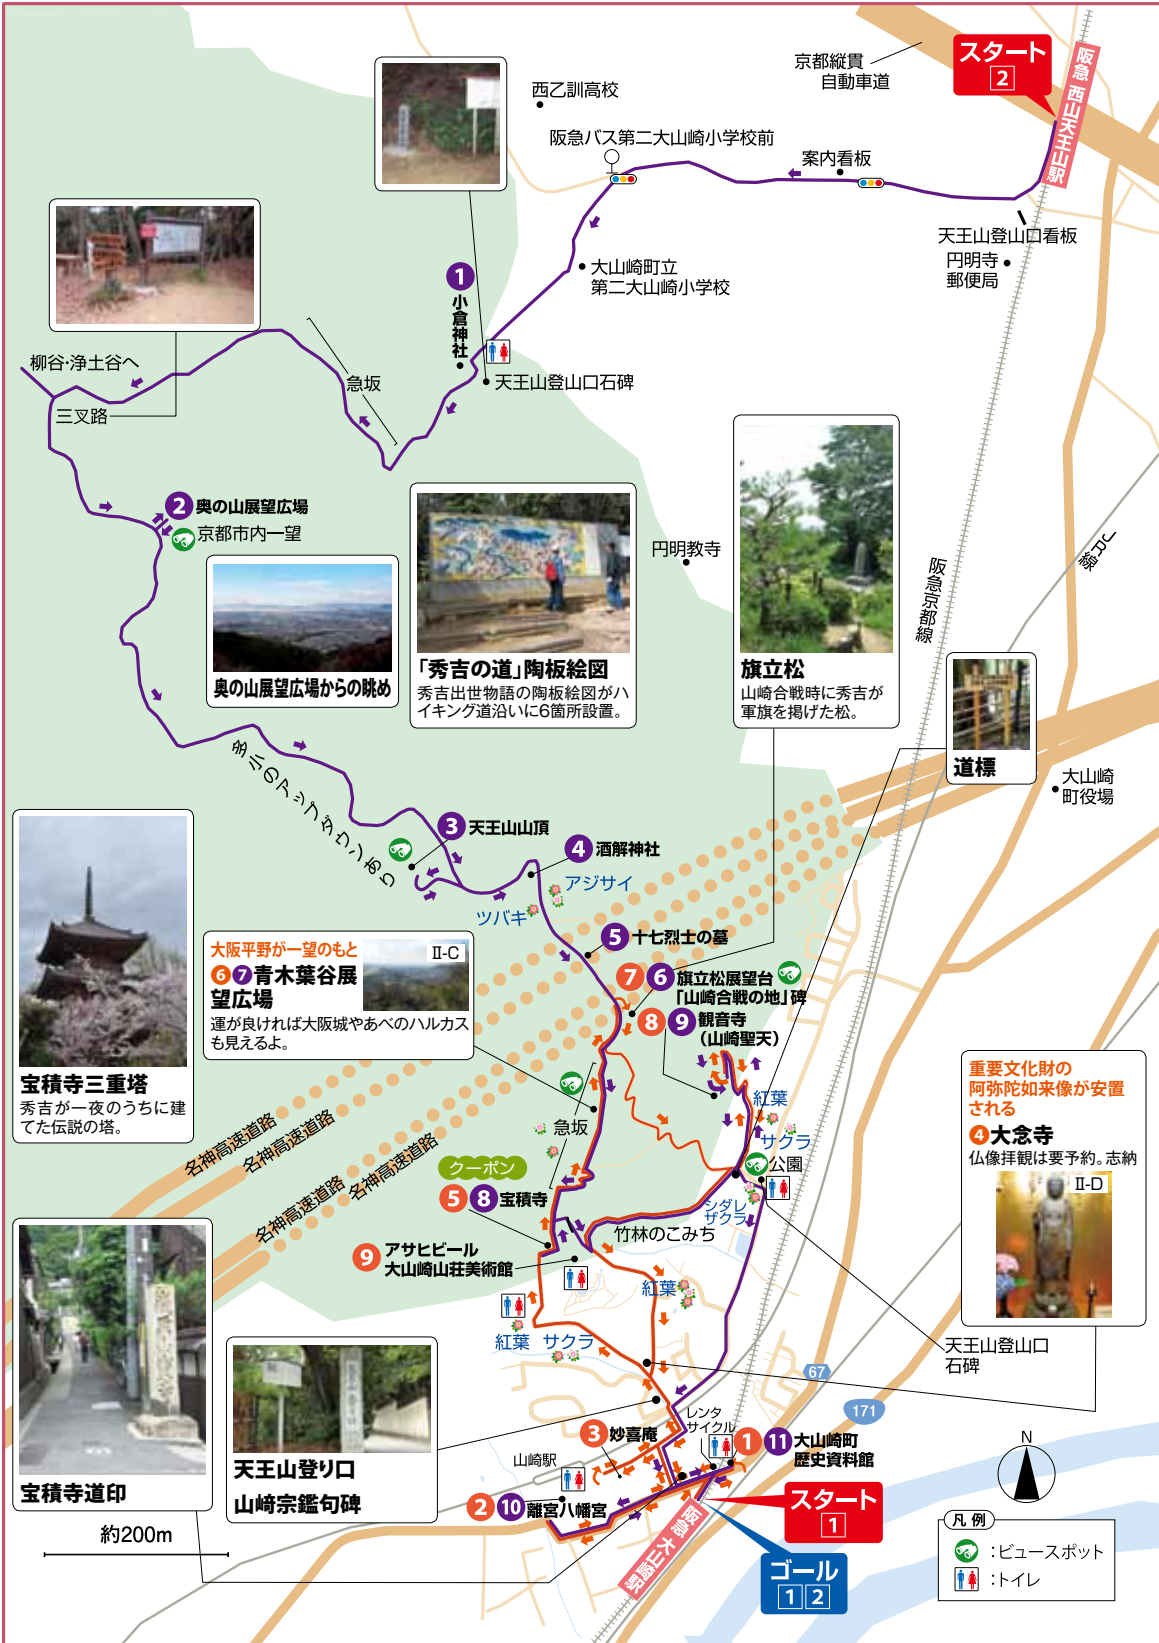 京都縦貫
自動車道
スタート
2
阪急 西山天王山駅
西乙訓高校
阪急バス第二大山崎小学校前
案内看板
天王山登山口看板
円明寺
郵便局
大山崎町立
第二大山崎小学校
1
小倉神社
天王山登山口石碑
急坂
柳谷・浄土谷へ
三叉路
2 奥の山展望広場
京都市内一望
奥の山展望広場からの眺め
「秀吉の道」陶板絵図
秀吉出世物語の陶板絵図がハ
イキング道沿いに6箇所設置。
円明教寺
旗立松
山崎合戦時に秀吉が
軍旗を掲げた松。
阪急京都線
JR線
道標
大山崎
町役場
多少のアップダウンあり
3 天王山山頂
4 酒解神社
アジサイ
ツバキ
5 十七烈士の墓
7 6 旗立松展望台
「山崎合戦の地」碑
8 9 観音寺
(山崎聖天)
大阪平野が一望のもと
II-C
6 7 青木葉谷展
望広場
運が良ければ大阪城やあべのハルカス
も見えるよ。
宝積寺三重塔
秀吉が一夜のうちに建
てた伝説の塔。
名神高速道路
名神高速道路
名神高速道路
名神高速道路
急坂
クーポン
5 8 宝積寺
紅葉
サクラ
公園
シダレ
ザクラ
竹林のこみち
9 アサヒビール
大山崎山荘美術館
紅葉
紅葉
サクラ
重要文化財の
阿弥陀如来像が安置
される
4 大念寺
仏像拝観は要予約。志納
II-D
天王山登山口
石碑
67
171
宝積寺道印
天王山登り口
山崎宗鑑句碑
レンタ
サイクル
3 妙喜庵
山崎駅
1 11 大山崎町
歴史資料館
2 10 離宮八幡宮
スタート
1
阪急 大山崎駅
ゴール
1 2
約200m
N
凡例
:ビュースポット
:トイレ